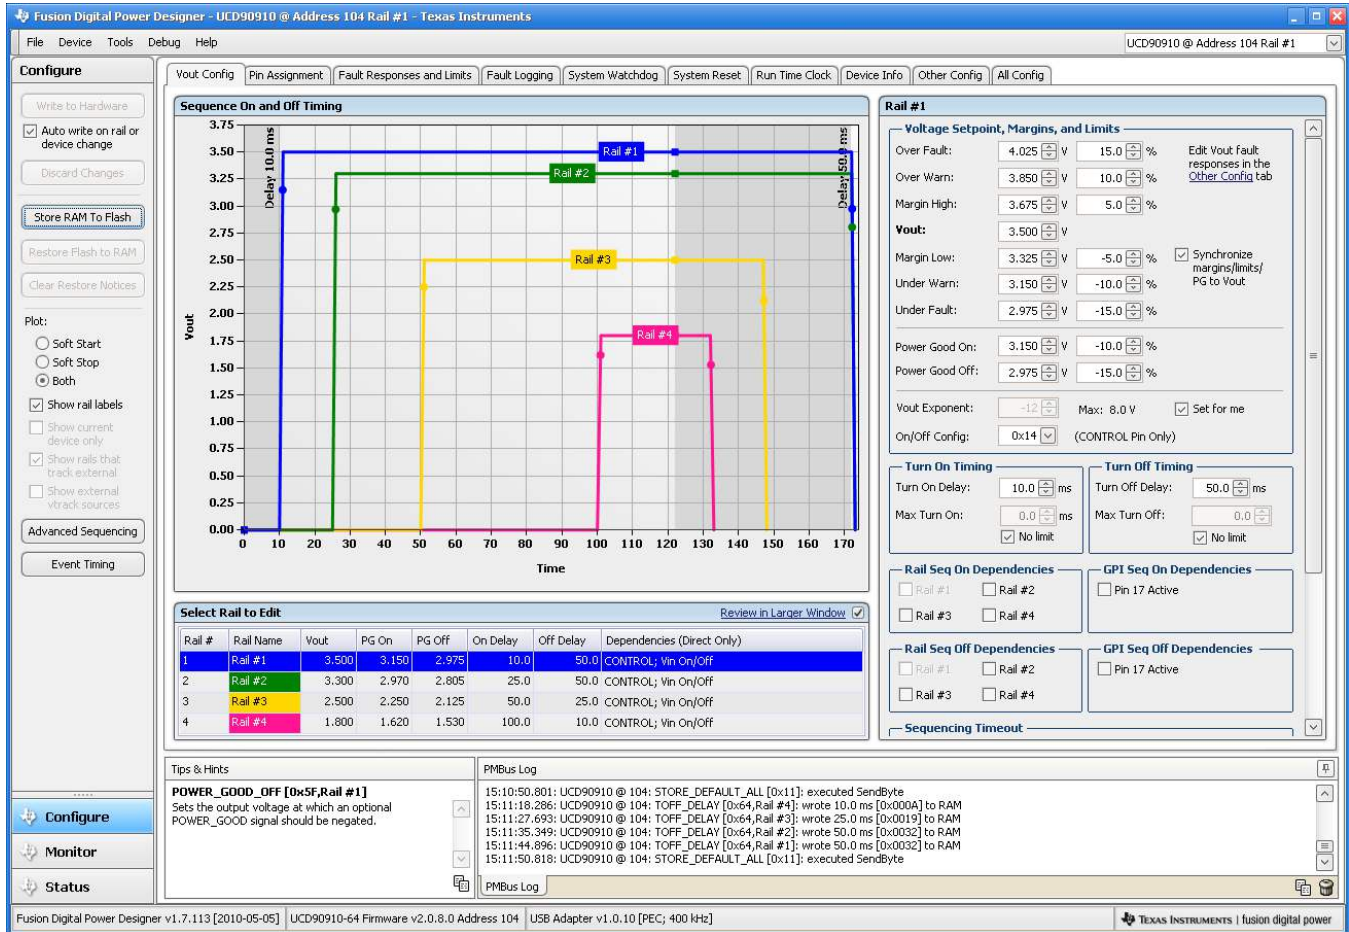 Fusion Digital Power Designer - UCD90910 @ Address 104 Rail #1 - Texas Instruments
File Device Tools Debug Help
UCD90910 @ Address 104 Rail #1
Configure
Write to Hardware
Auto write on rail or
device change
Discard Changes
Store RAM To Flash
Restore Flash to RAM
Clear Restore Notices
Plot:
Soft Start
Soft Stop
Both
Show rail labels
Show current
device only
Show rails that
track external
Show external
vtrack sources
Advanced Sequencing
Event Timing
Configure
Monitor
Status
Vout Config Pin Assignment Fault Responses and Limits Fault Logging System Watchdog System Reset Run Time Clock Device Info Other Config All Config
Sequence On and Off Timing
Vout
3.75
3.50
3.25
3.00
2.75
2.50
2.25
2.00
1.75
1.50
1.25
1.00
0.75
0.50
0.25
0.00
Delay 10.0 ms
Delay 50.0 ms
Rail #1
Rail #2
Rail #3
Rail #4
0 10 20 30 40 50 60 70 80 90 100 110 120 130 140 150 160 170
Time
Select Rail to Edit
Review in Larger Window
Rail # Rail Name Vout PG On PG Off On Delay Off Delay Dependencies (Direct Only)
1 Rail #1 3.500 3.150 2.975 10.0 50.0 CONTROL; Vin On/Off
2 Rail #2 3.300 2.970 2.805 25.0 50.0 CONTROL; Vin On/Off
3 Rail #3 2.500 2.250 2.125 50.0 25.0 CONTROL; Vin On/Off
4 Rail #4 1.800 1.620 1.530 100.0 10.0 CONTROL; Vin On/Off
Rail #1
Voltage Setpoint, Margins, and Limits
Over Fault: 4.025 V 15.0 %
Over Warn: 3.850 V 10.0 %
Margin High: 3.675 V 5.0 %
Edit Vout fault
responses in the
Other Config tab
Vout: 3.500 V
Margin Low: 3.325 V -5.0 %
Under Warn: 3.150 V -10.0 %
Under Fault: 2.975 V -15.0 %
Synchronize
margins/limits/
PG to Vout
Power Good On: 3.150 V -10.0 %
Power Good Off: 2.975 V -15.0 %
Vout Exponent: -12 Max: 8.0 V Set for me
On/Off Config: 0x14 (CONTROL Pin Only)
Turn On Timing
Turn On Delay: 10.0 ms
Max Turn On: 0.0 ms
No limit
Turn Off Timing
Turn Off Delay: 50.0 ms
Max Turn Off: 0.0
No limit
Rail Seq On Dependencies
Rail #1 Rail #2
Rail #3 Rail #4
GPI Seq On Dependencies
Pin 17 Active
Rail Seq Off Dependencies
Rail #1 Rail #2
Rail #3 Rail #4
GPI Seq Off Dependencies
Pin 17 Active
Sequencing Timeout
Tips & Hints
POWER_GOOD_OFF [0x5F,Rail #1]
Sets the output voltage at which an optional
POWER_GOOD signal should be negated.
PMBus Log
15:10:50.801: UCD90910 @ 104: STORE_DEFAULT_ALL [0x11]: executed SendByte
15:11:18.286: UCD90910 @ 104: TOFF_DELAY [0x64,Rail #4]: wrote 10.0 ms [0x000A] to RAM
15:11:27.693: UCD90910 @ 104: TOFF_DELAY [0x64,Rail #3]: wrote 25.0 ms [0x0019] to RAM
15:11:35.349: UCD90910 @ 104: TOFF_DELAY [0x64,Rail #2]: wrote 50.0 ms [0x0032] to RAM
15:11:44.896: UCD90910 @ 104: TOFF_DELAY [0x64,Rail #1]: wrote 50.0 ms [0x0032] to RAM
15:11:50.818: UCD90910 @ 104: STORE_DEFAULT_ALL [0x11]: executed SendByte
PMBus Log
Fusion Digital Power Designer v1.7.113 [2010-05-05] UCD90910-64 Firmware v2.0.8.0 Address 104 USB Adapter v1.0.10 [PEC; 400 kHz] TEXAS INSTRUMENTS | fusion digital power